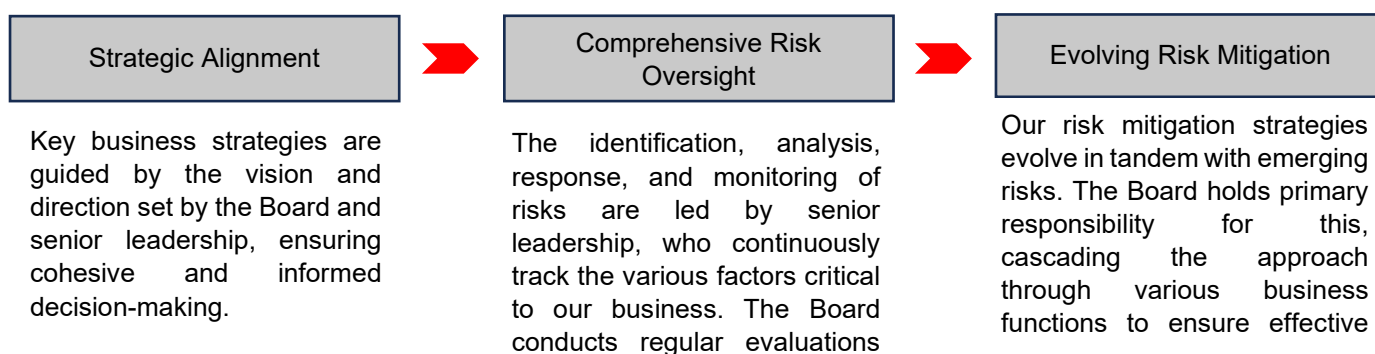 Strategic Alignment
Key business strategies are
guided by the vision and
direction set by the Board and
senior leadership, ensuring
cohesive and informed
decision-making.
Comprehensive Risk
Oversight
The identification, analysis,
response, and monitoring of
risks are led by senior
leadership, who continuously
track the various factors critical
to our business. The Board
conducts regular evaluations
Evolving Risk Mitigation
Our risk mitigation strategies
evolve in tandem with emerging
risks. The Board holds primary
responsibility for this,
cascading the approach
through various business
functions to ensure effective